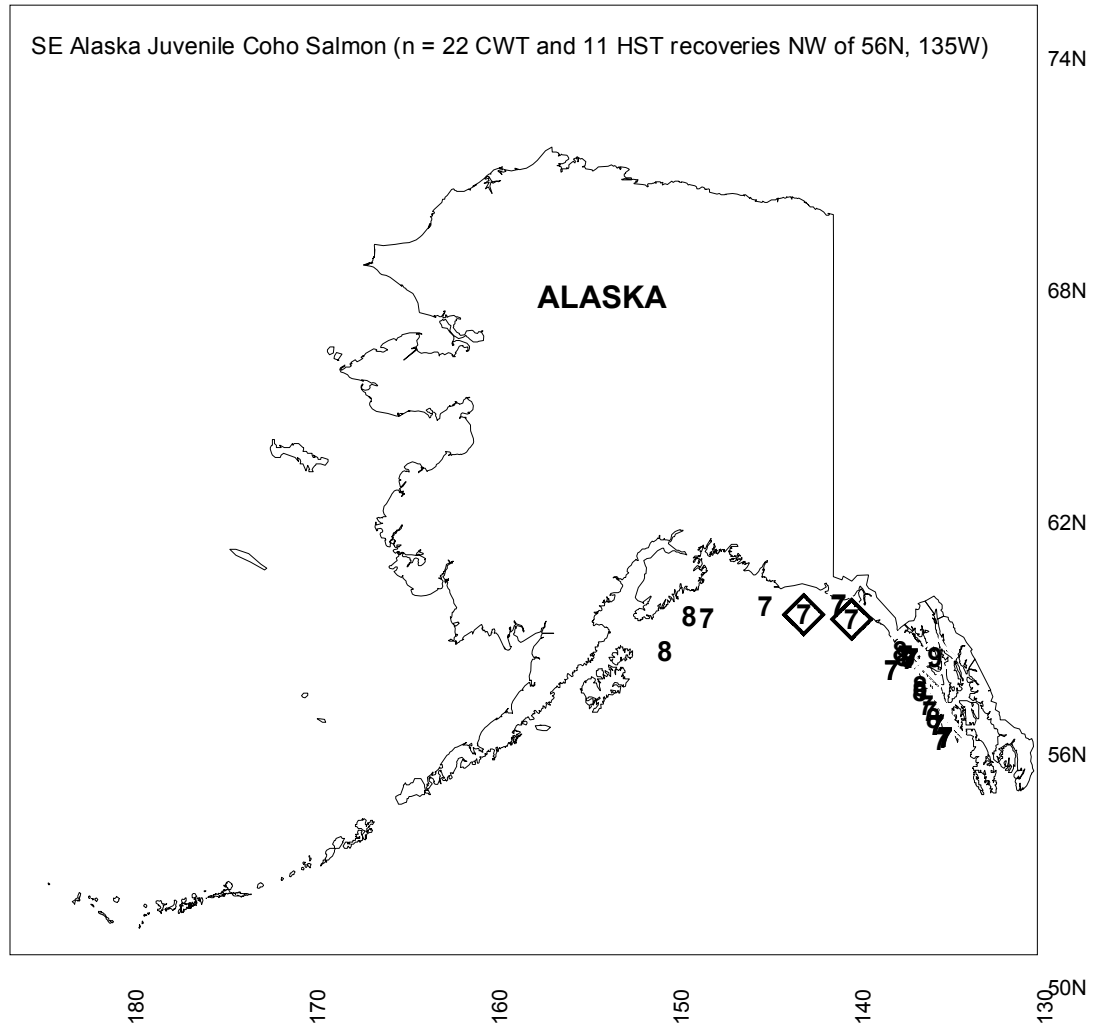 SE Alaska Juvenile Coho Salmon (n = 22 CWT and 11 HST recoveries NW of 56N, 135W)
74N
68N
ALASKA
62N
7 7 7 7
8 7
8
7 9
7
56N
50N
180 170 160 150 140 130